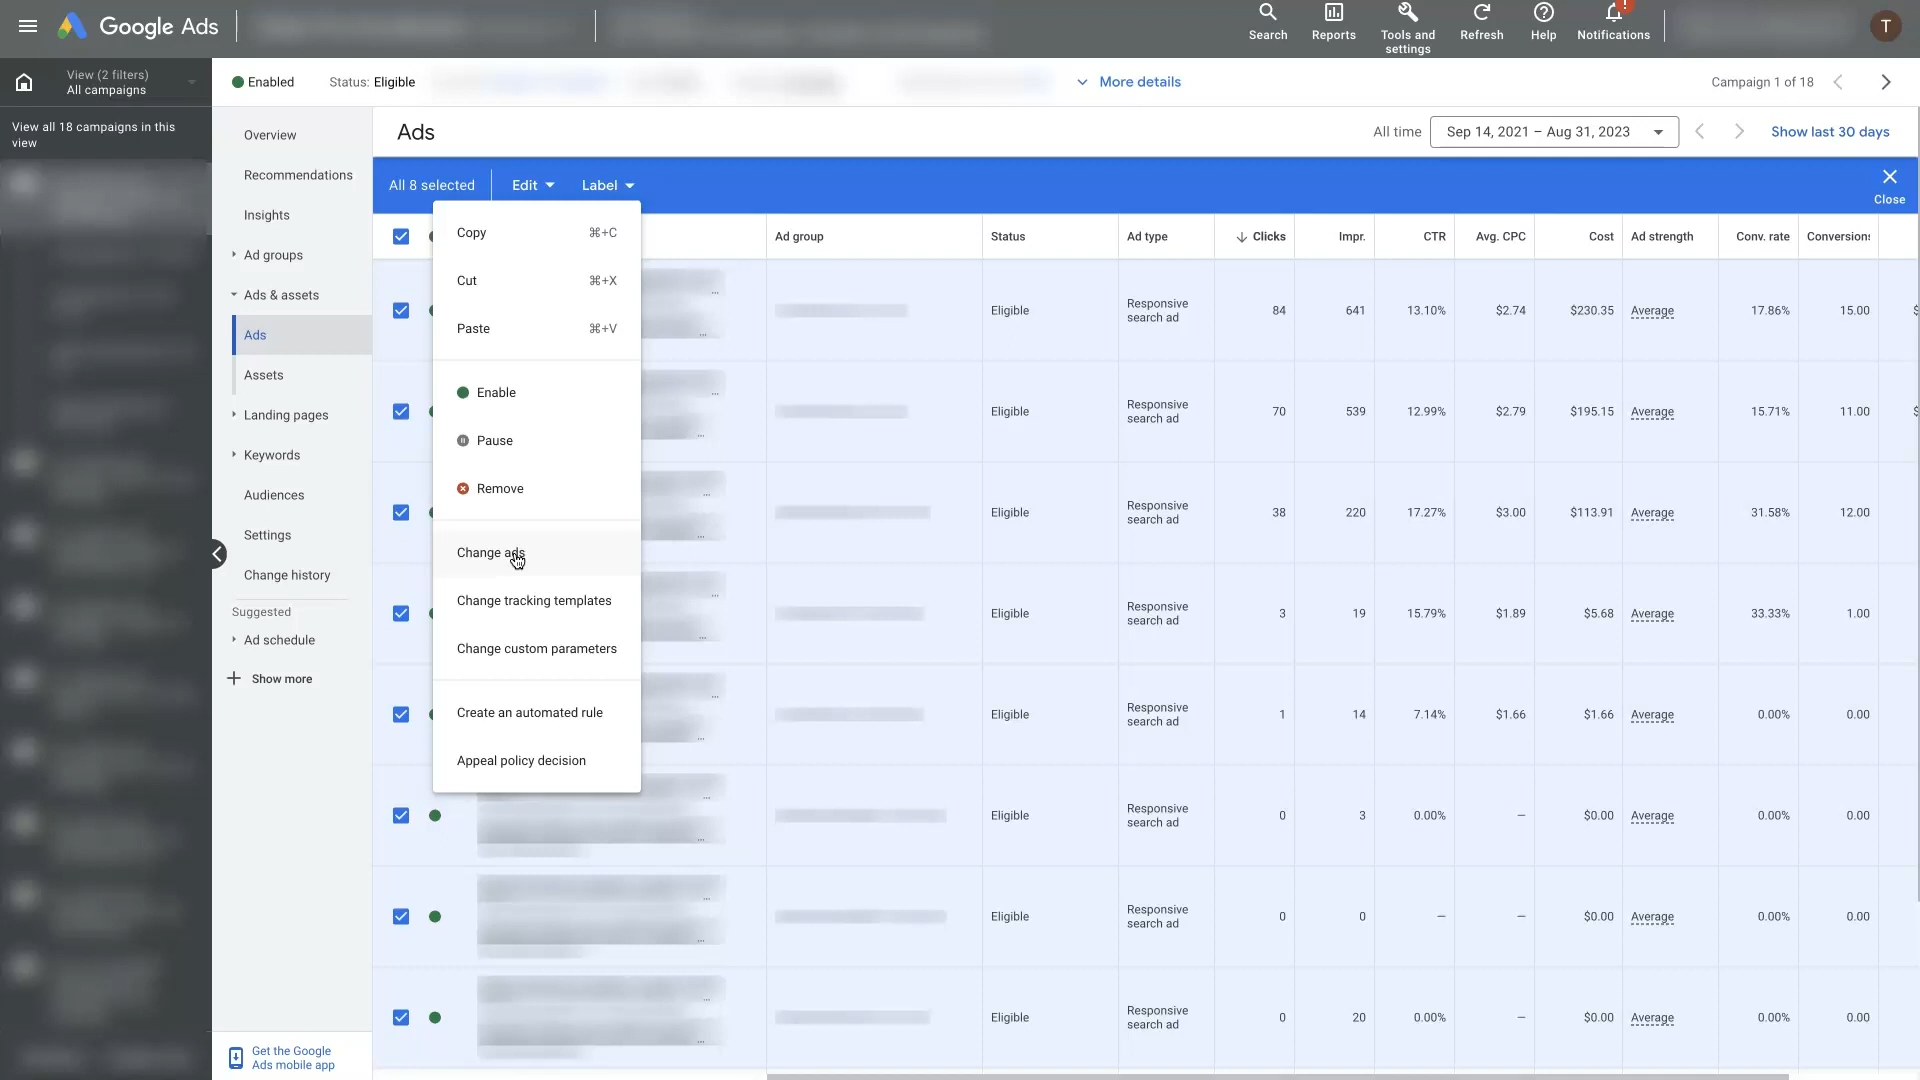 Google Ads
Search
Reports
Tools and
settings
Refresh
Help
!
Notifications
T
View (2 filters)
All campaigns
Enabled
Status: Eligible
More details
Campaign 1 of 18
View all 18 campaigns in this
view
Overview
Recommendations
Insights
Ad groups
Ads & assets
Ads
Assets
Landing pages
Keywords
Audiences
Settings
Change history
Suggested
Ad schedule
Show more
Get the Google
Ads mobile app
Ads
All time
Sep 14, 2021 – Aug 31, 2023
Show last 30 days
All 8 selected
Edit
Label
Close
Copy ⌘+C
Cut ⌘+X
Paste ⌘+V
Enable
Pause
Remove
Change ads
Change tracking templates
Change custom parameters
Create an automated rule
Appeal policy decision
Ad group Status Ad type Clicks Impr. CTR Avg. CPC Cost Ad strength Conv. rate Conversions
Eligible Responsive search ad 84 641 13.10% $2.74 $230.35 Average 17.86% 15.00 $
Eligible Responsive search ad 70 539 12.99% $2.79 $195.15 Average 15.71% 11.00 $
Eligible Responsive search ad 38 220 17.27% $3.00 $113.91 Average 31.58% 12.00
Eligible Responsive search ad 3 19 15.79% $1.89 $5.68 Average 33.33% 1.00
Eligible Responsive search ad 1 14 7.14% $1.66 $1.66 Average 0.00% 0.00
Eligible Responsive search ad 0 3 0.00% – $0.00 Average 0.00% 0.00
Eligible Responsive search ad 0 0 – – $0.00 Average 0.00% 0.00
Eligible Responsive search ad 0 20 0.00% – $0.00 Average 0.00% 0.00